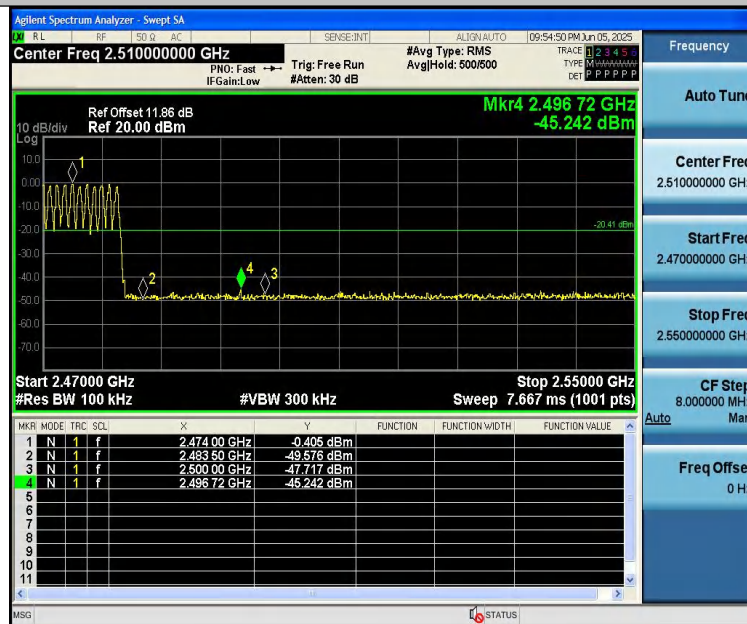 Agilent Spectrum Analyzer - Swept SA
LXI RL RF 50 Ω AC SENSE:INT ALIGN AUTO 09:54:50 PM Jun 05, 2025
Center Freq 2.510000000 GHz
PNO: Fast
IFGain:Low
Trig: Free Run
#Atten: 30 dB
#Avg Type: RMS
Avg|Hold: 500/500
TRACE 1 2 3 4 5 6
TYPE M
DET P P P P P P
Mkr4 2.496 72 GHz
-45.242 dBm
Ref Offset 11.86 dB
10 dB/div Ref 20.00 dBm
Log
10.0
0.00
-10.0
-20.0
-30.0
-40.0
-50.0
-60.0
-70.0
1
2
4
3
-20.41 dBm
Start 2.47000 GHz Stop 2.55000 GHz
#Res BW 100 kHz #VBW 300 kHz Sweep 7.667 ms (1001 pts)
MKR MODE TRC SCL X Y FUNCTION FUNCTION WIDTH FUNCTION VALUE
1 N 1 f 2.474 00 GHz -0.405 dBm
2 N 1 f 2.483 50 GHz -49.576 dBm
3 N 1 f 2.500 00 GHz -47.717 dBm
4 N 1 f 2.496 72 GHz -45.242 dBm
5
6
7
8
9
10
11
MSG STATUS
Frequency
Auto Tune
Center Freq
2.510000000 GH
Start Freq
2.470000000 GH
Stop Freq
2.550000000 GH
CF Step
8.000000 MH
Auto Man
Freq Offse
0 H